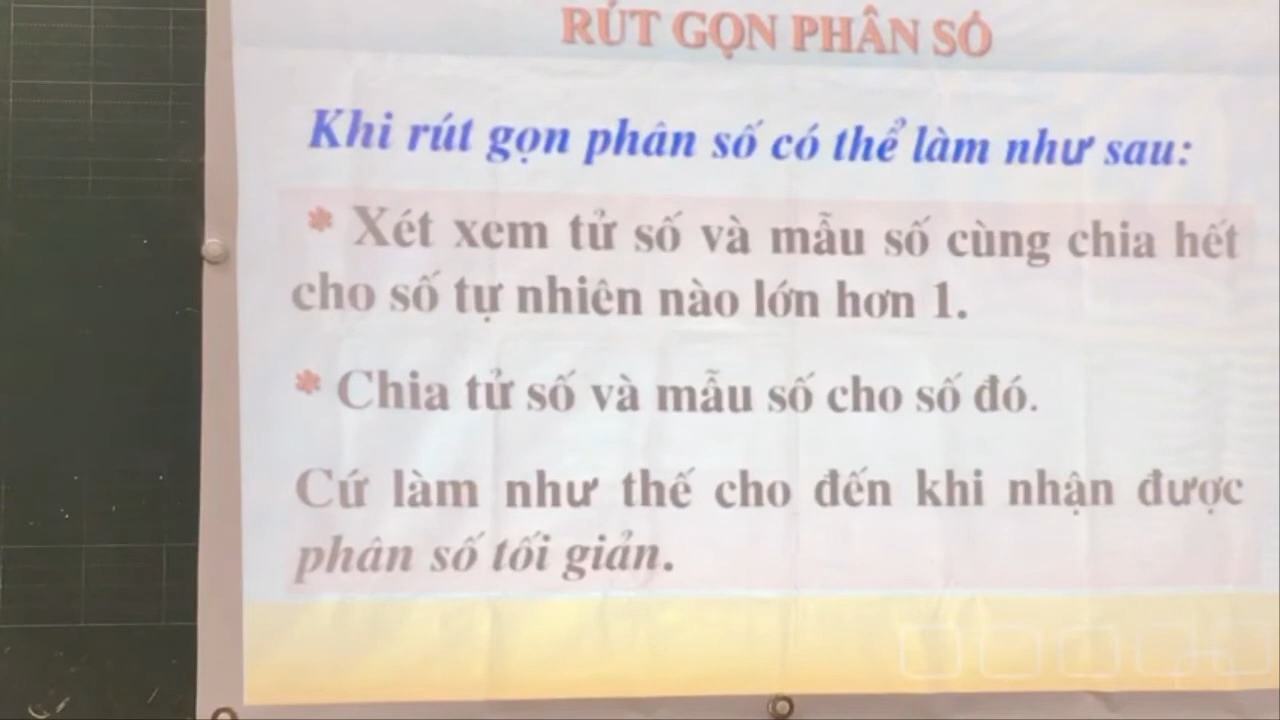 RÚT GỌN PHÂN SỐ
Khi rút gọn phân số có thể làm như sau:
* Xét xem tử số và mẫu số cùng chia hết
cho số tự nhiên nào lớn hơn 1.
* Chia tử số và mẫu số cho số đó.
Cứ làm như thế cho đến khi nhận được
phân số tối giản.